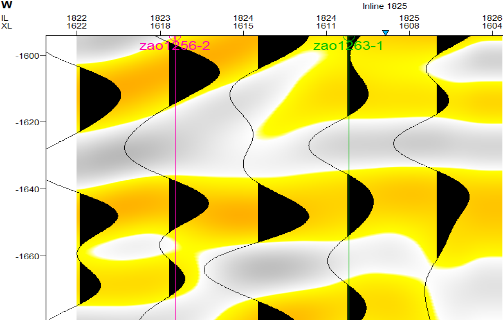 W
Inline 1825
IL 1822 1823 1824 1824 1825 1826
XL 1622 1618 1615 1611 1608 1604
zao1256-2 zao1263-1
-1600
-1620
-1640
-1660